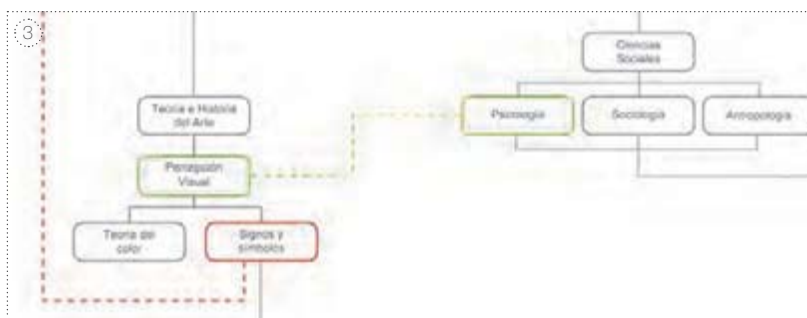 3
Ciencias
Sociales
Teoría e Historia
del Arte
Psicología
Sociología
Antropología
Percepción
Visual
Teoría del
color
Signos y
símbolos